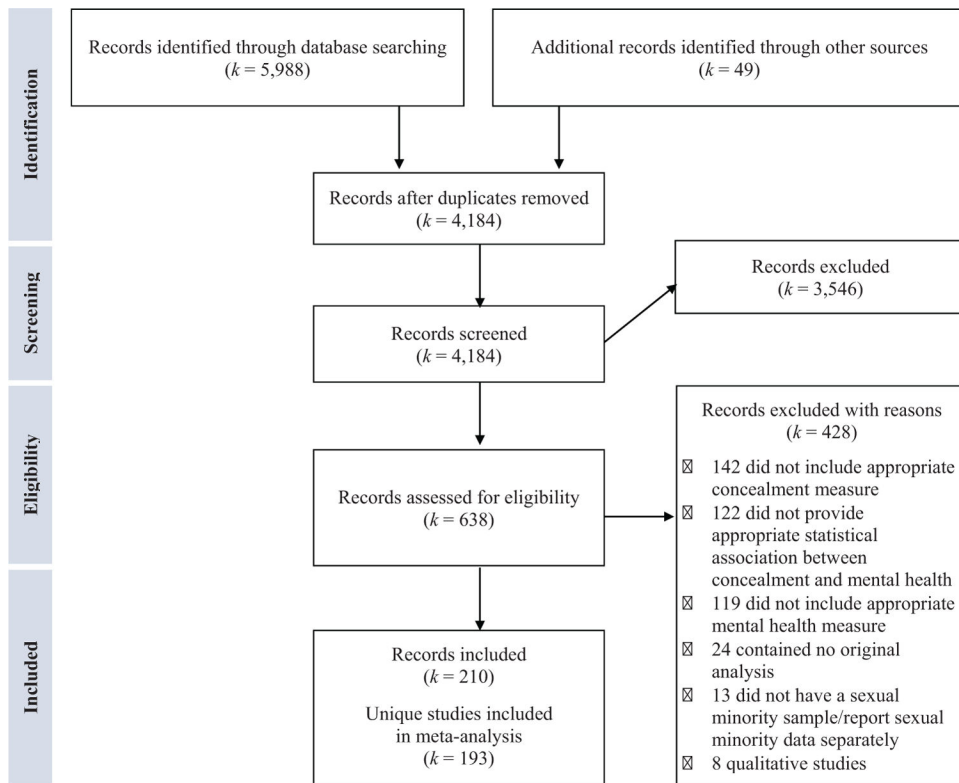 Identification
Records identified through database searching
(k = 5,988)
Additional records identified through other sources
(k = 49)
Records after duplicates removed
(k = 4,184)
Screening
Records screened
(k = 4,184)
Records excluded
(k = 3,546)
Eligibility
Records assessed for eligibility
(k = 638)
Records excluded with reasons
(k = 428)
142 did not include appropriate
concealment measure
122 did not provide
appropriate statistical
association between
concealment and mental health
119 did not include appropriate
mental health measure
24 contained no original
analysis
13 did not have a sexual
minority sample/report sexual
minority data separately
8 qualitative studies
Included
Records included
(k = 210)
Unique studies included
in meta-analysis
(k = 193)